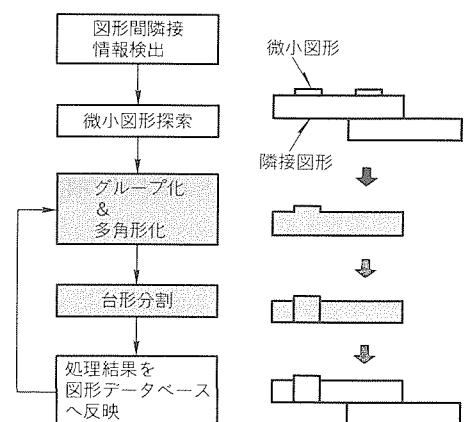 図形間隣接
情報検出
微小図形探索
グループ化
&
多角形化
台形分割
処理結果を
図形データベース
へ反映
微小図形
隣接図形